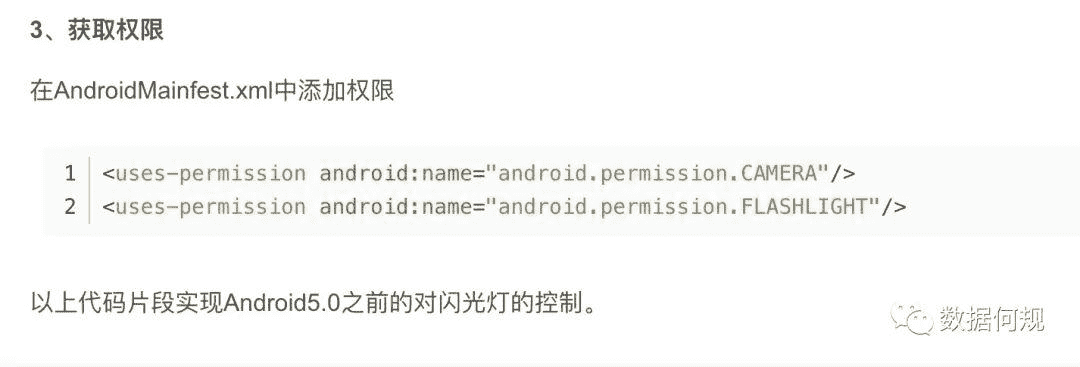 3、获取权限
在AndroidMainfest.xml中添加权限
1 <uses-permission android:name="android.permission.CAMERA"/>
2 <uses-permission android:name="android.permission.FLASHLIGHT"/>
以上代码片段实现Android5.0之前的对闪光灯的控制。
数据何规